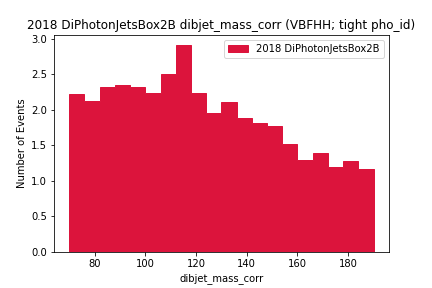 2018 DiPhotonJetsBox2B dibjet_mass_corr (VBFHH; tight pho_id)
2018 DiPhotonJetsBox2B
Number of Events
3.0
2.5
2.0
1.5
1.0
0.5
0.0
80 100 120 140 160 180
dibjet_mass_corr